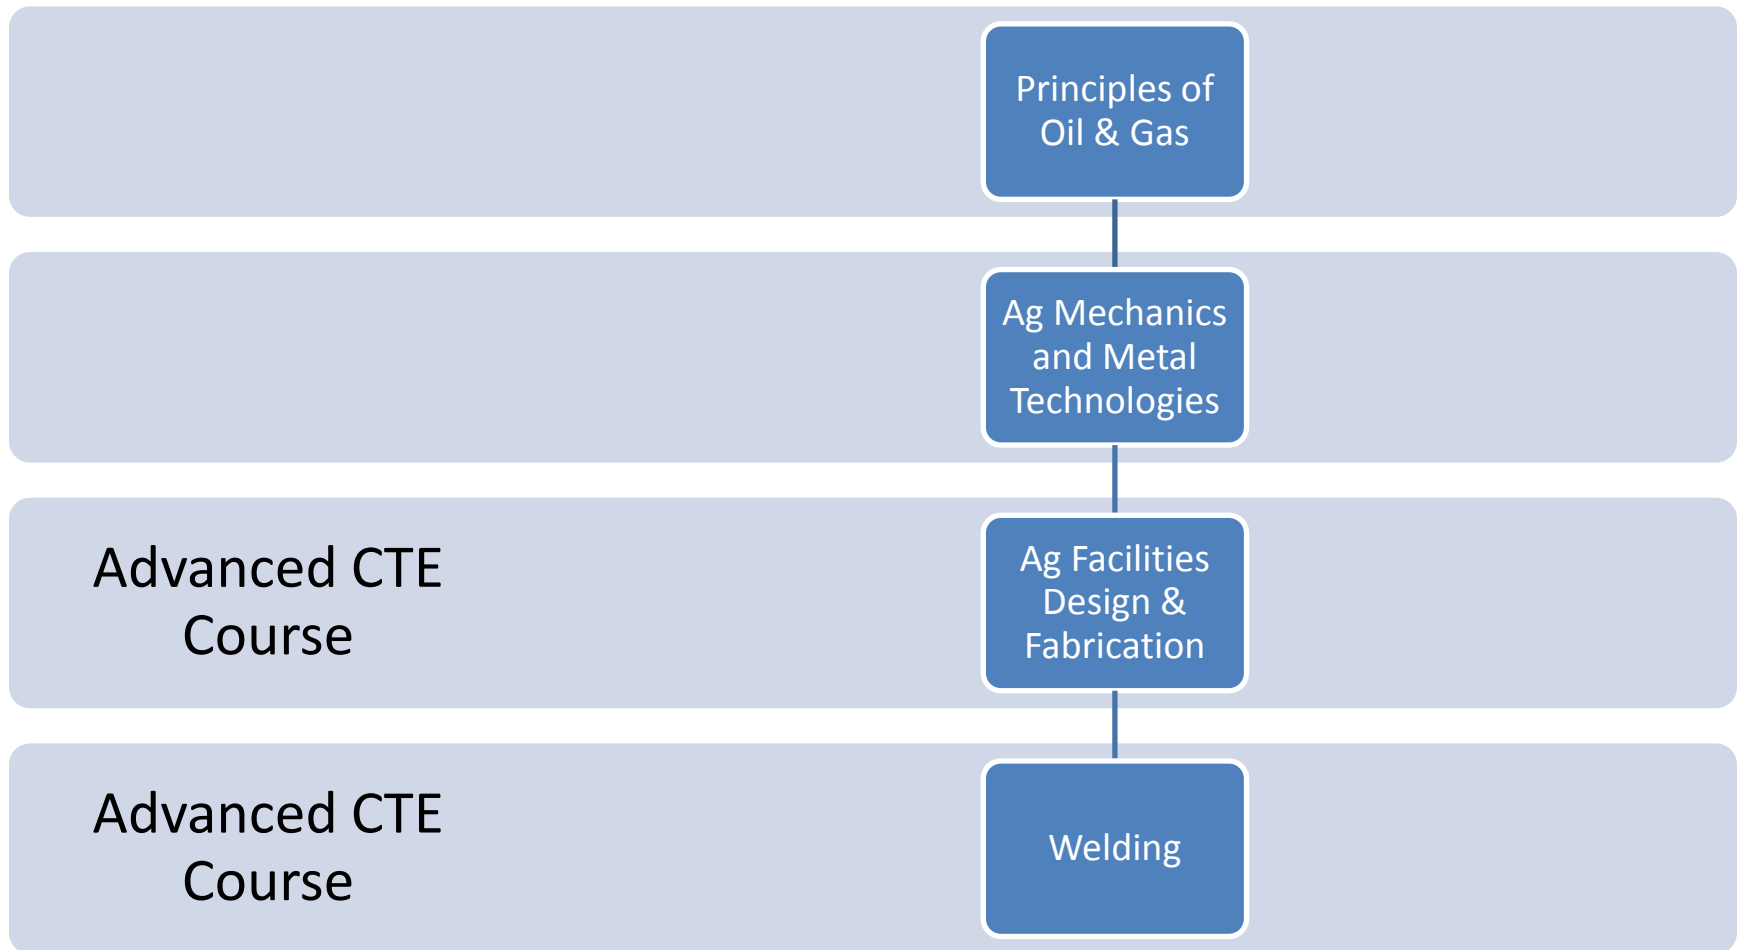 Principles of
Oil & Gas
Ag Mechanics
and Metal
Technologies
Advanced CTE
Course
Ag Facilities
Design &
Fabrication
Advanced CTE
Course
Welding